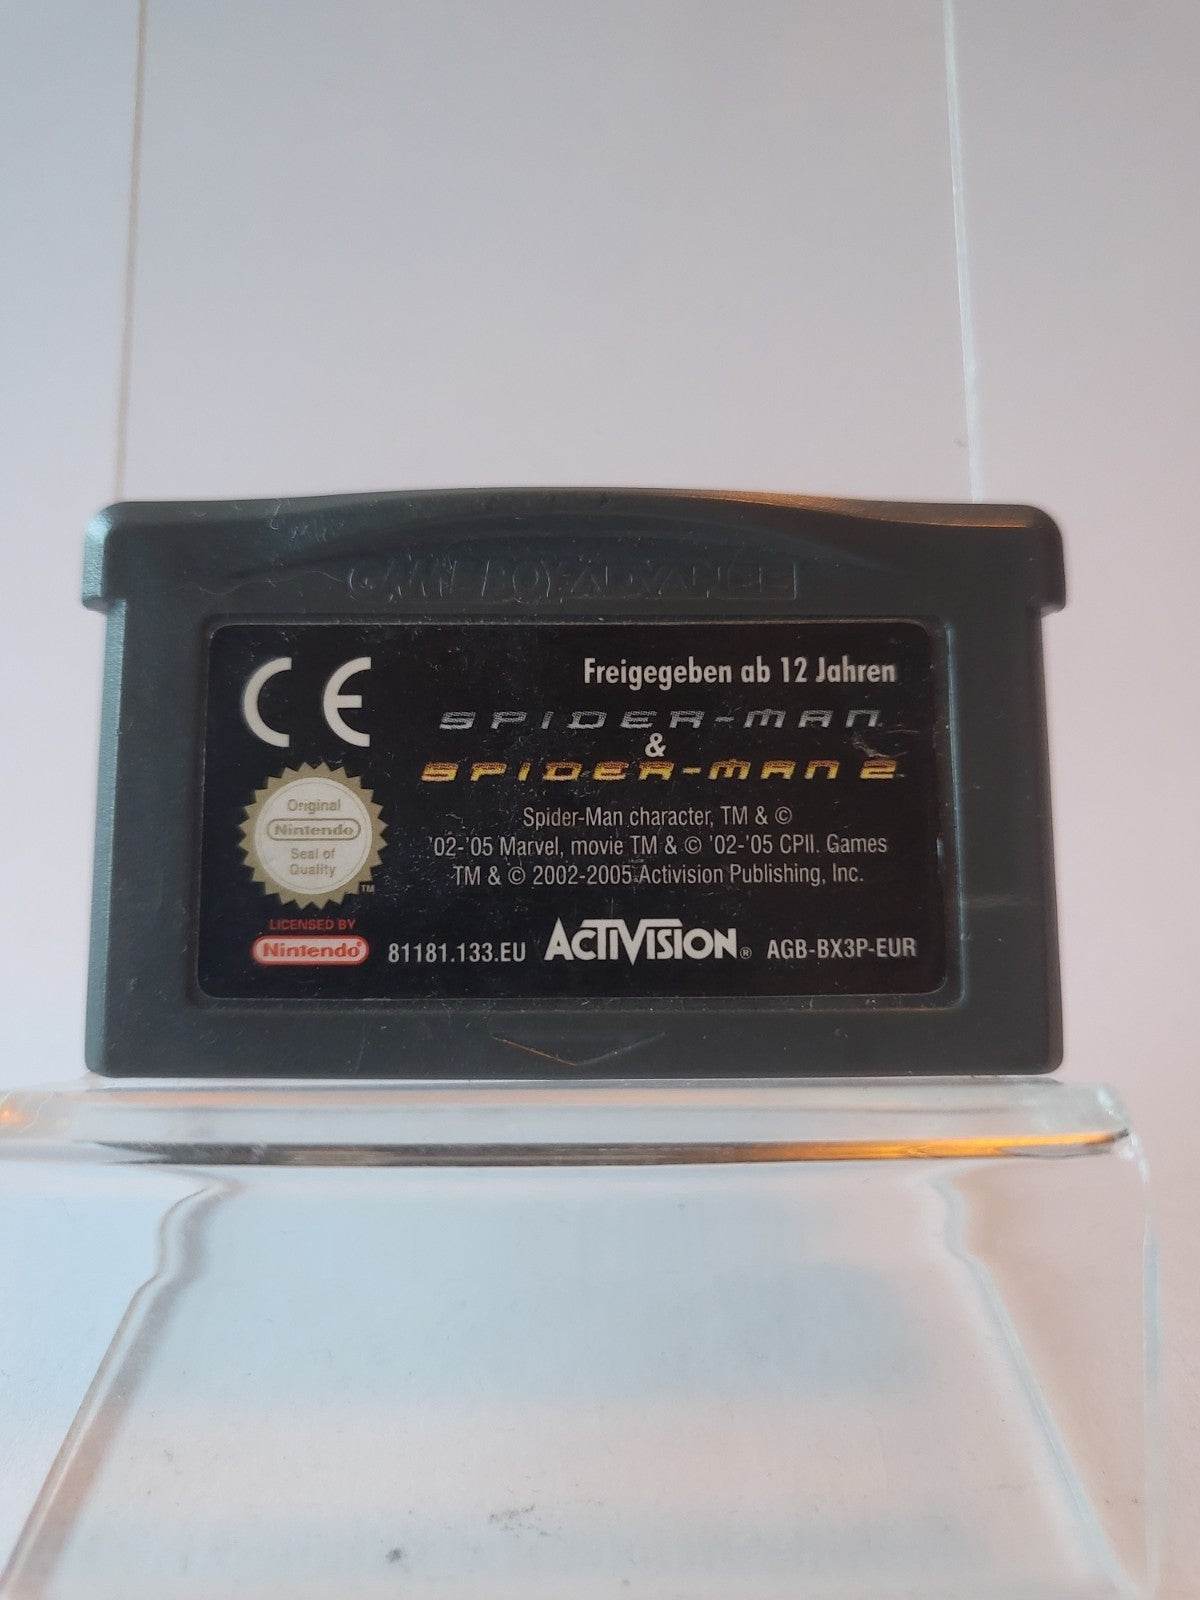 GAME BOY ADVANCE
CE
Freigegeben ab 12 Jahren
SPIDER-MAN
&
SPIDER-MAN 2
Original
Nintendo
Seal of
Quality
TM
Spider-Man character, TM & ©
'02-'05 Marvel, movie TM & © '02-'05 CPII. Games
TM & © 2002-2005 Activision Publishing, Inc.
LICENSED BY
Nintendo®
81181.133.EU ACTIVISION® AGB-BX3P-EUR